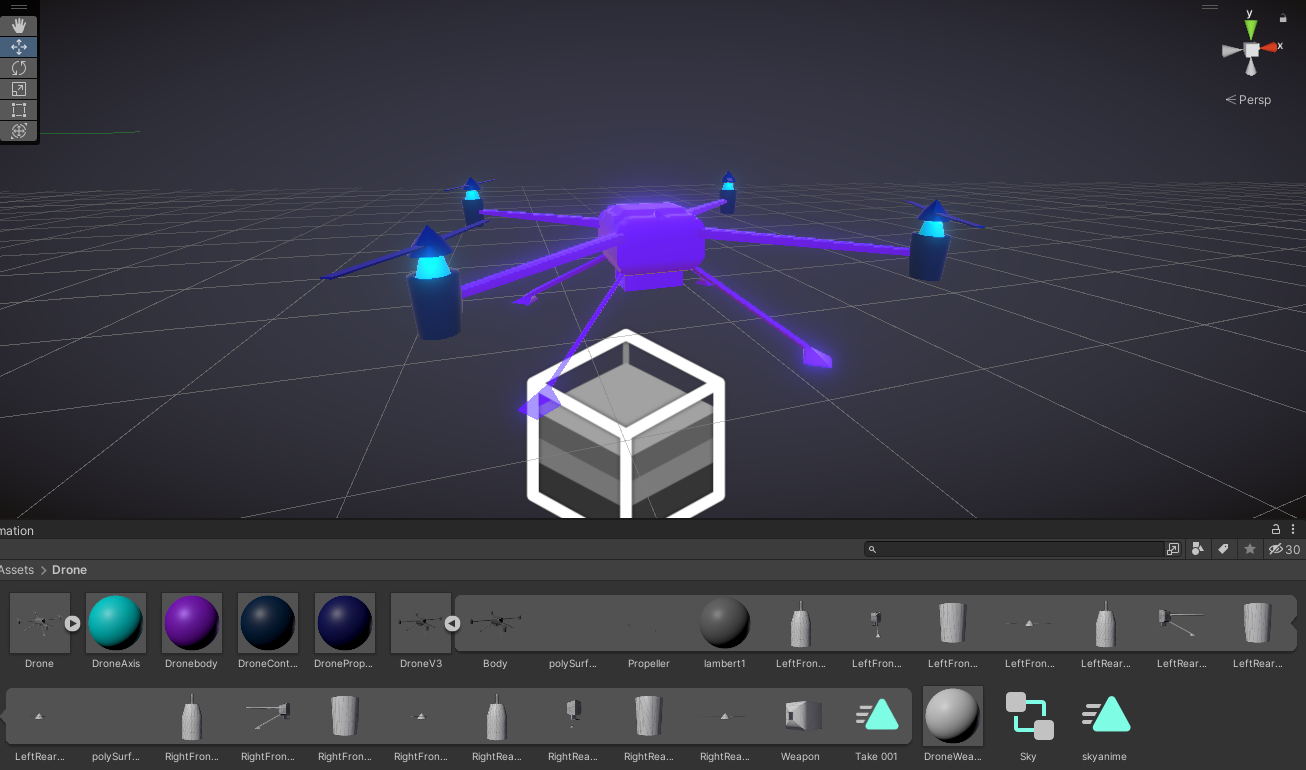 y
x
Persp
mation
30
Assets > Drone
Drone DroneAxis Dronebody DroneCont... DroneProp... DroneV3 Body polySurf... Propeller lambert1 LeftFron... LeftFron... LeftFron... LeftFron... LeftRear... LeftRear... LeftRear...
LeftRear... polySurf... RightFron... RightFron... RightFron... RightFron... RightRea... RightRea... RightRea... RightRea... Weapon Take 001 DroneWea... Sky skyanime